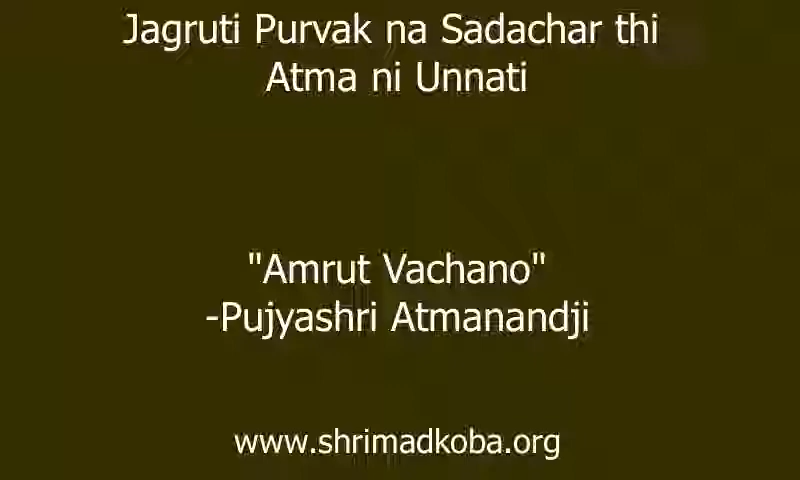 Jagruti Purvak na Sadachar thi
Atma ni Unnati
"Amrut Vachano"
-Pujyashri Atmanandji
www.shrimadkoba.org